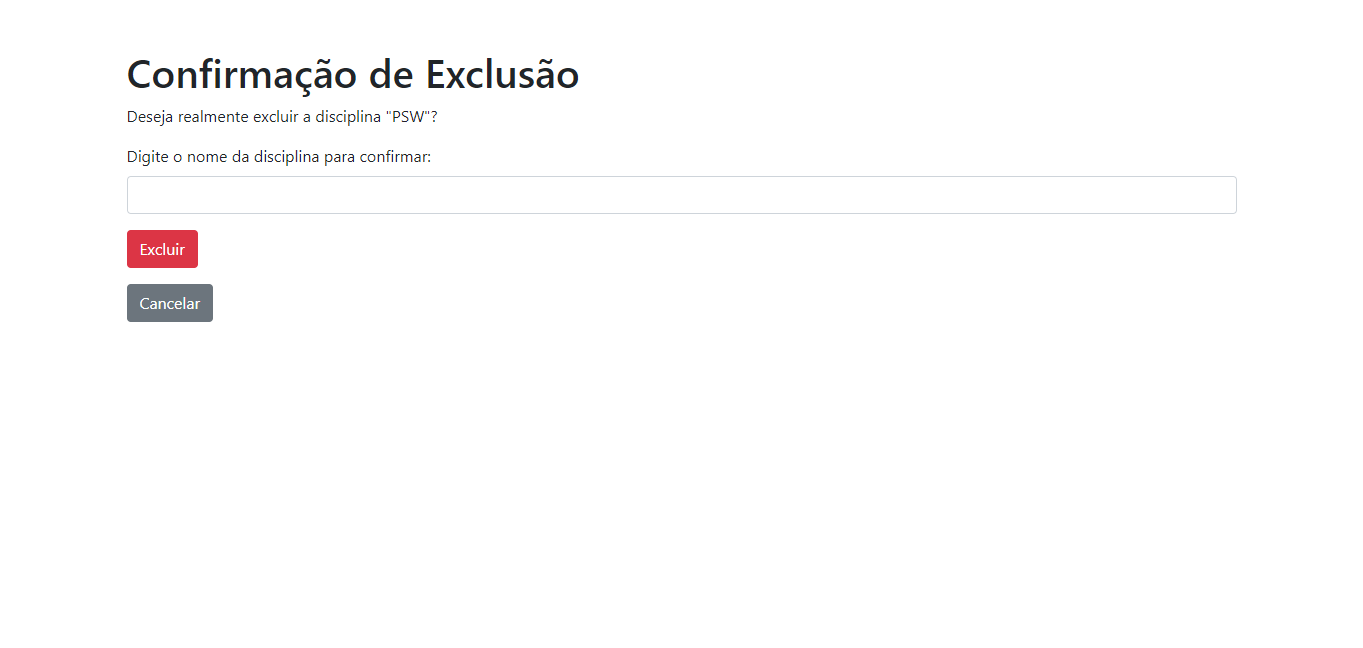 Confirmação de Exclusão
Deseja realmente excluir a disciplina "PSW"?
Digite o nome da disciplina para confirmar:
Excluir
Cancelar